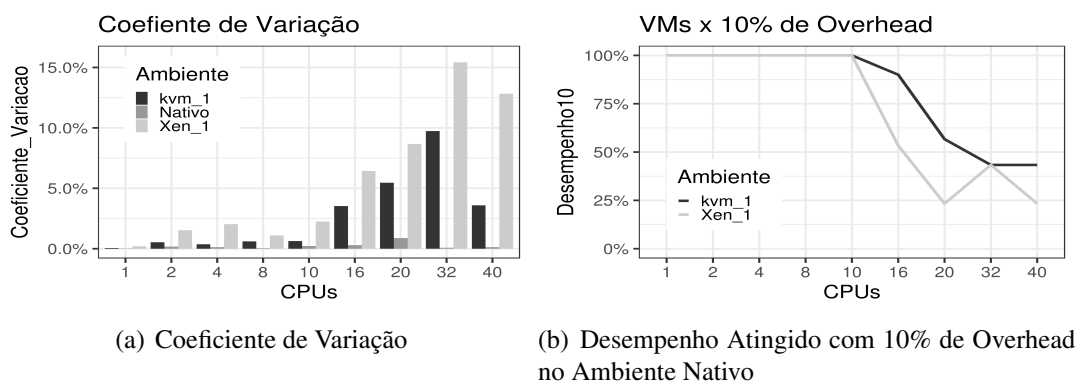 Coefiente de Variação
Coeficiente_Variacao
15.0%
10.0%
5.0%
0.0%
Ambiente
kvm_1
Nativo
Xen_1
1 2 4 8 10 16 20 32 40
CPUs
(a) Coeficiente de Variação
VMs x 10% de Overhead
Desempenho10
100%
75%
50%
25%
0%
Ambiente
kvm_1
Xen_1
1 2 4 8 10 16 20 32 40
CPUs
(b) Desempenho Atingido com 10% de Overhead
no Ambiente Nativo